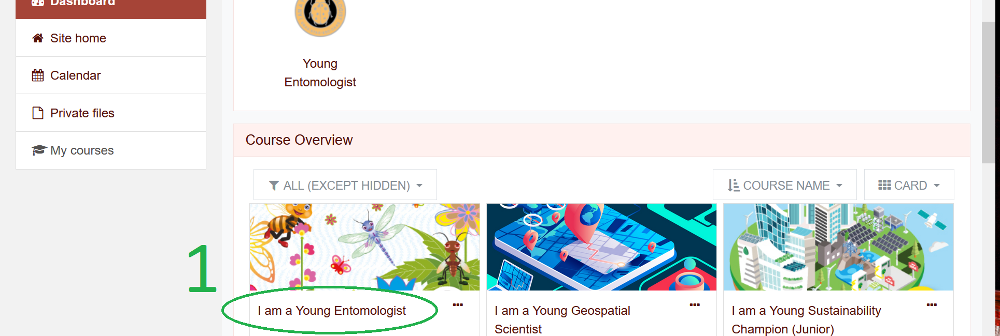 Dashboard
Site home
Calendar
Private files
My courses
Young
Entomologist
Course Overview
ALL (EXCEPT HIDDEN)
COURSE NAME
CARD
1
I am a Young Entomologist
I am a Young Geospatial
Scientist
I am a Young Sustainability
Champion (Junior)